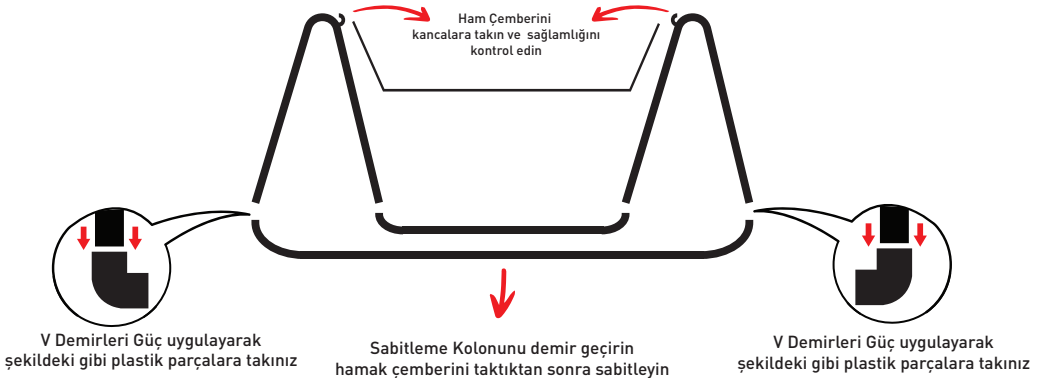 Ham Çemberini
kancalara takın ve sağlamlığını
kontrol edin
V Demirleri Güç uygulayarak
şekildeki gibi plastik parçalara takınız
Sabitleme Kolonunu demir geçirin
hamak çemberini taktıktan sonra sabitleyin
V Demirleri Güç uygulayarak
şekildeki gibi plastik parçalara takınız